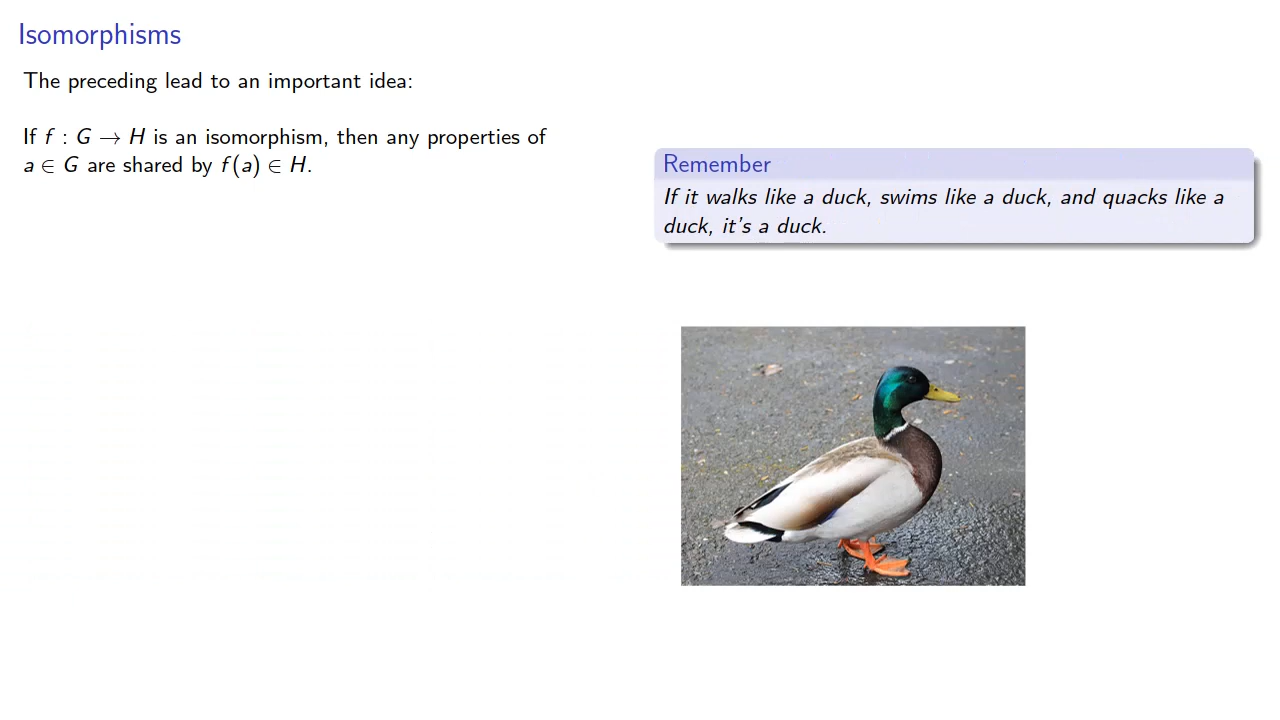 Isomorphisms
The preceding lead to an important idea:
If f : G → H is an isomorphism, then any properties of
a ∈ G are shared by f(a) ∈ H.
Remember
If it walks like a duck, swims like a duck, and quacks like a
duck, it's a duck.